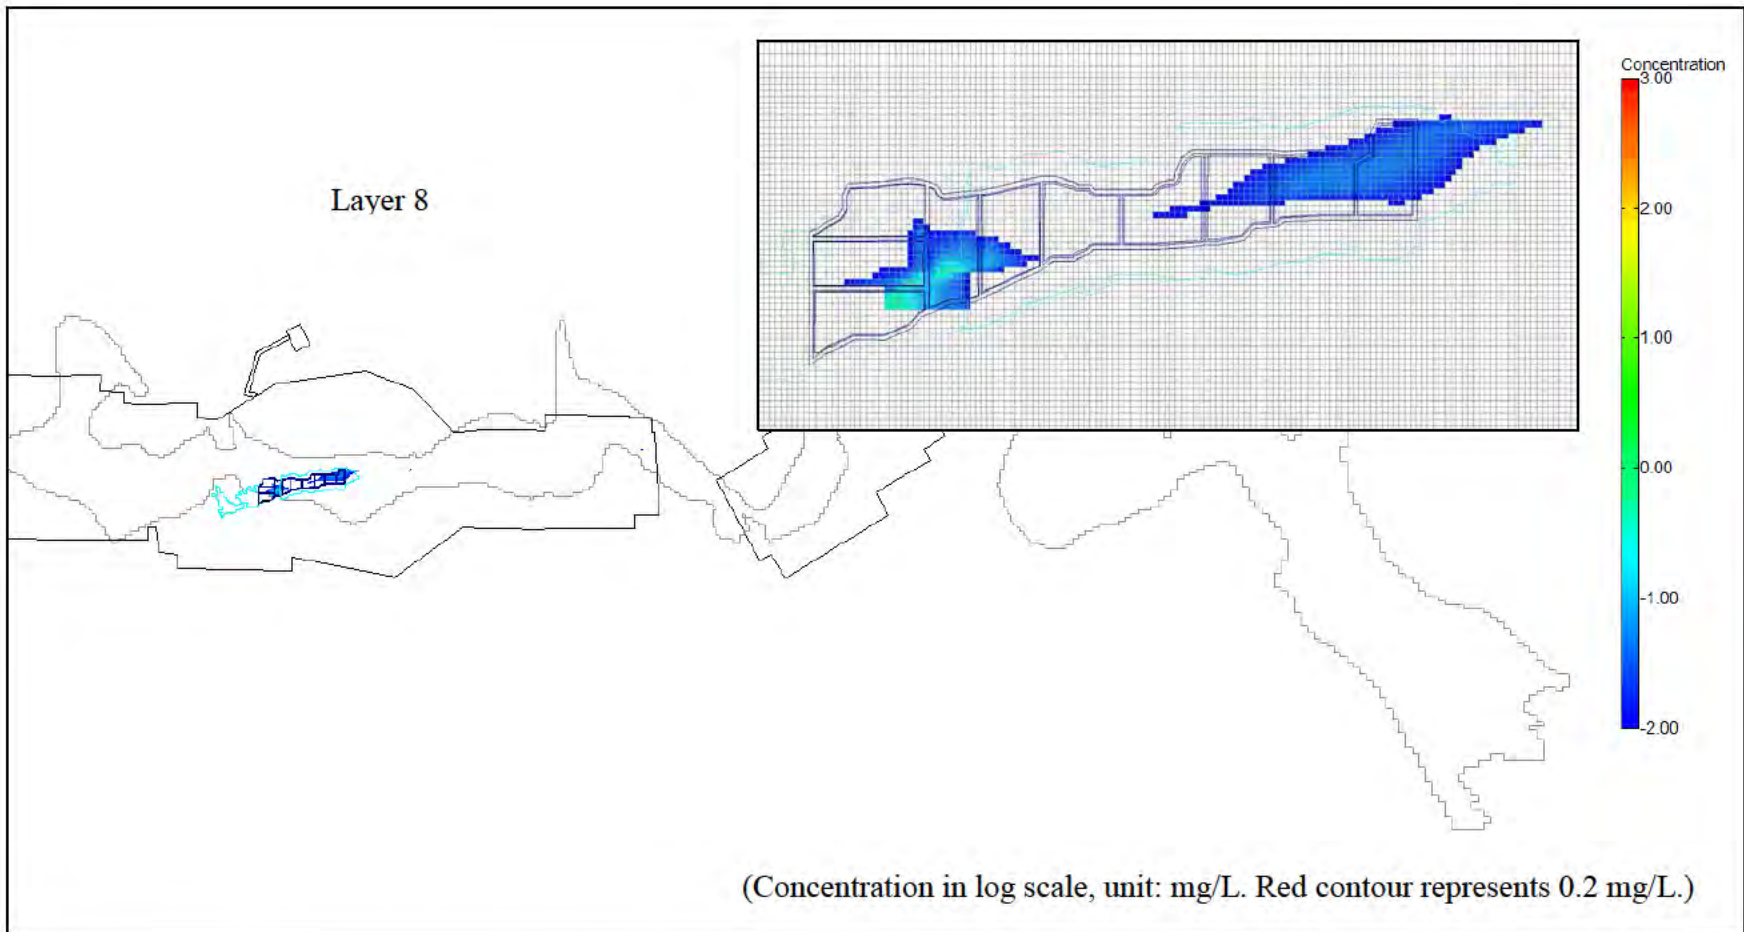 Layer 8
Concentration
3.00
2.00
1.00
0.00
-1.00
-2.00
(Concentration in log scale, unit: mg/L. Red contour represents 0.2 mg/L.)